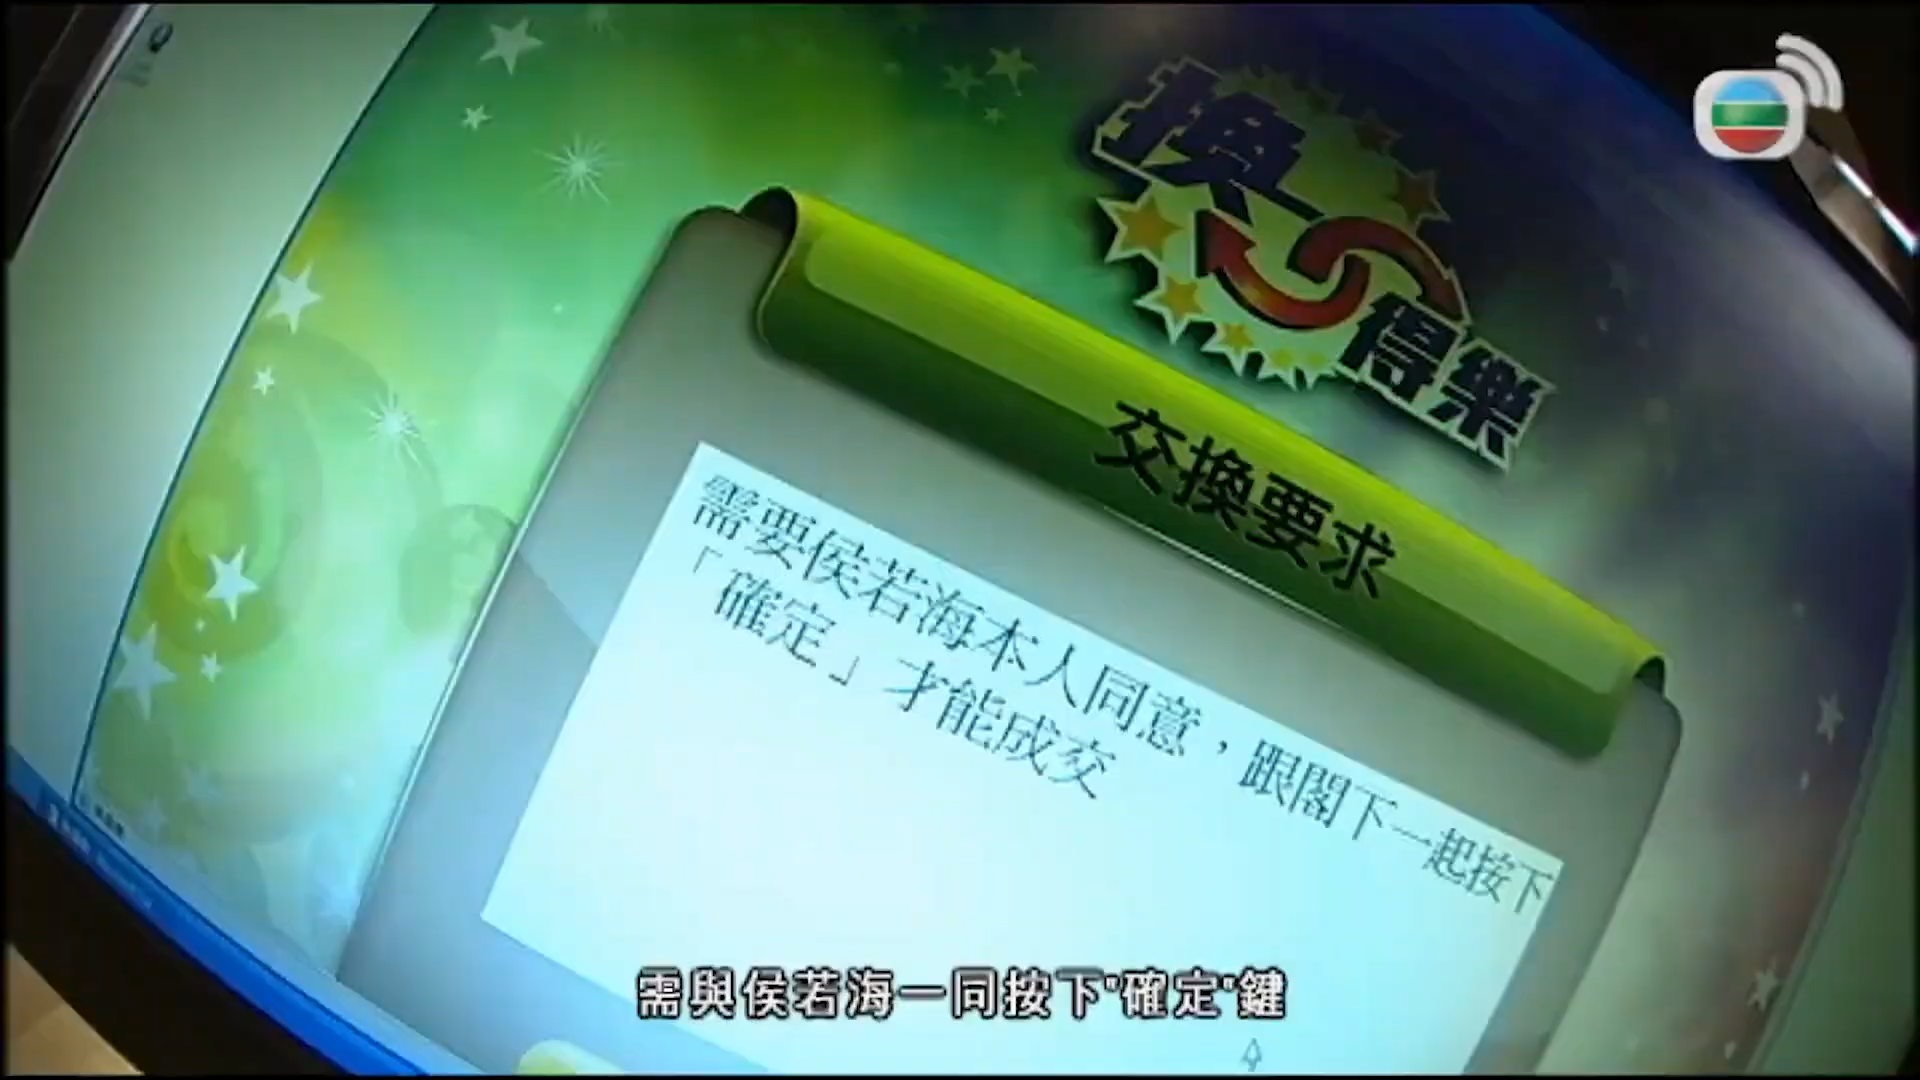 換
得樂
交換要求
需要侯若海本人同意，跟閣下一起按下
「確定」才能成交
需與侯若海一同按下"確定"鍵